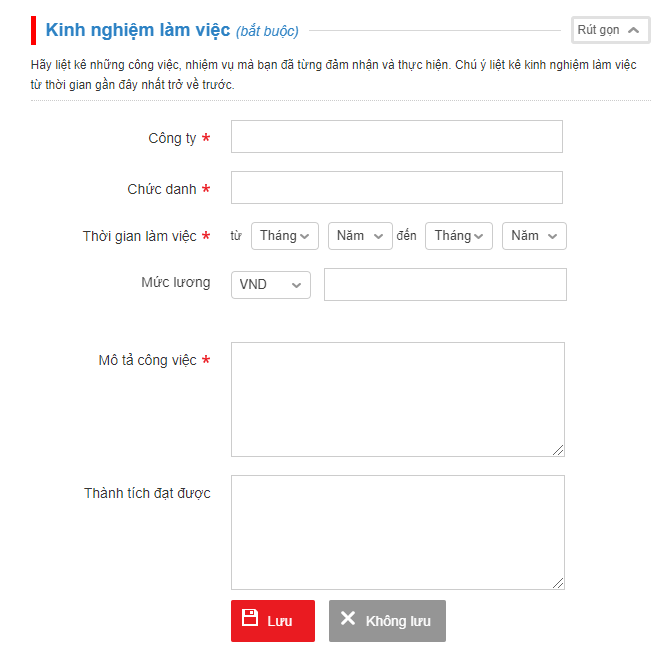 Kinh nghiệm làm việc (bắt buộc)
Rút gọn
Hãy liệt kê những công việc, nhiệm vụ mà bạn đã từng đảm nhận và thực hiện. Chú ý liệt kê kinh nghiệm làm việc
từ thời gian gần đây nhất trở về trước.
Công ty *
Chức danh *
Thời gian làm việc * từ Tháng Năm đến Tháng Năm
Mức lương VND
Mô tả công việc *
Thành tích đạt được
Lưu Không lưu